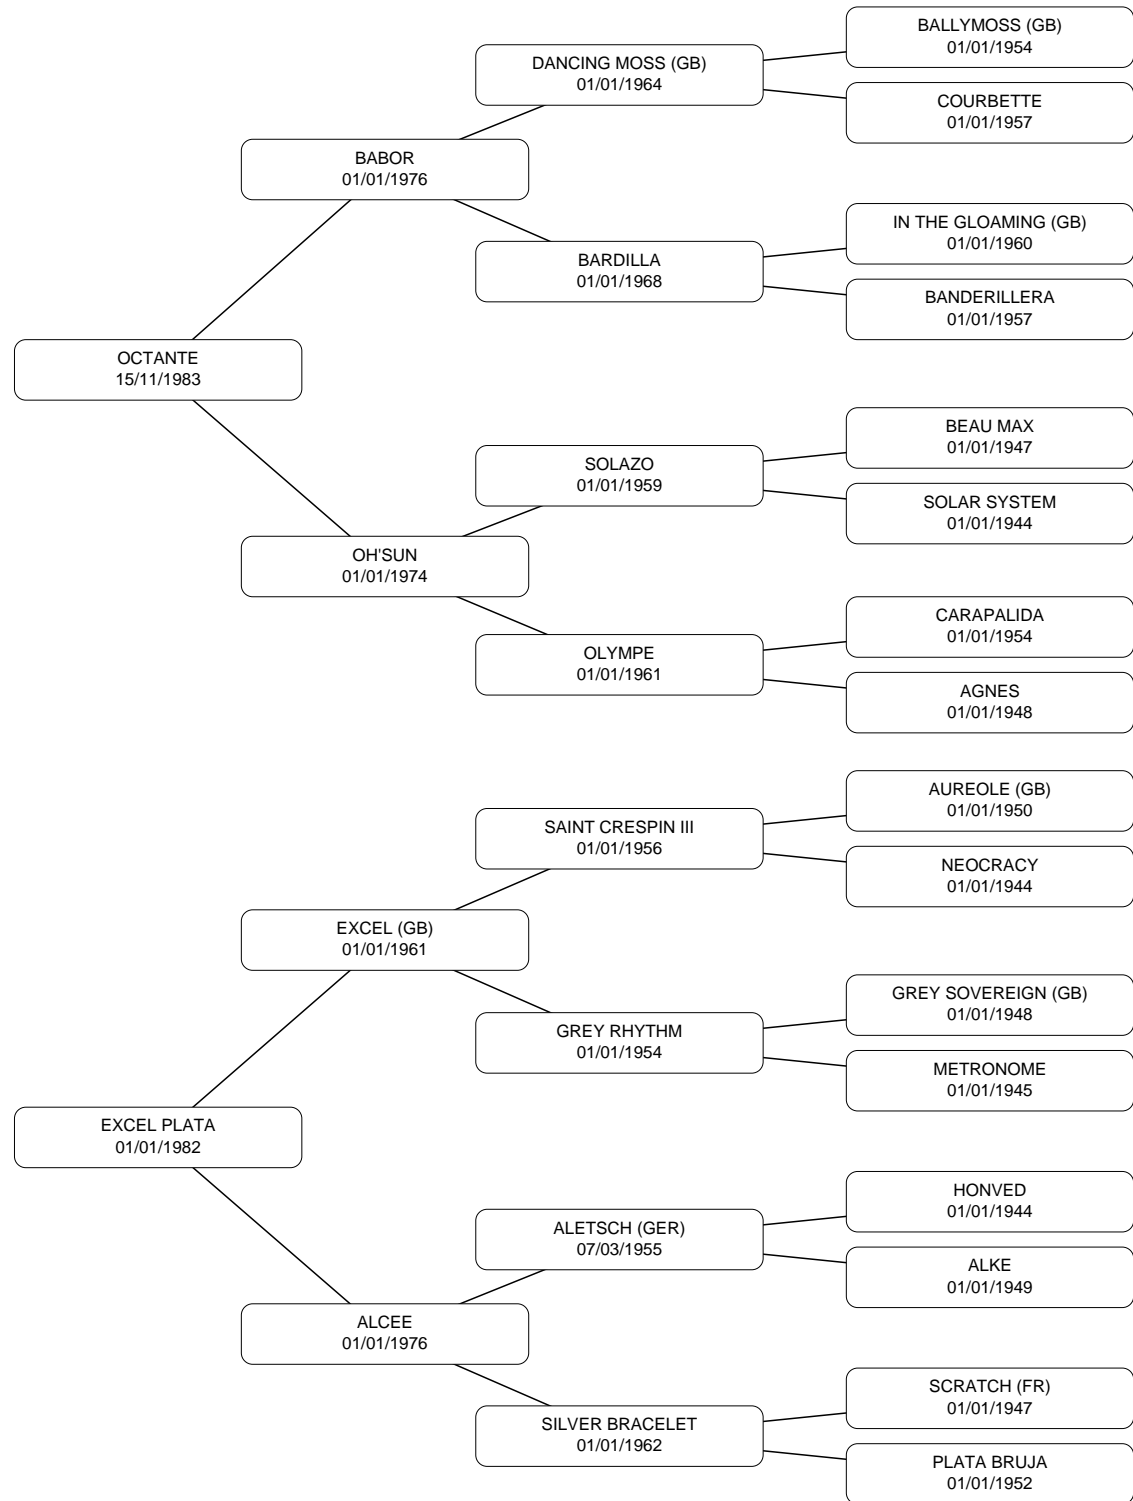 BALLYMOSS (GB)
01/01/1954
DANCING MOSS (GB)
01/01/1964
COURBETTE
01/01/1957
BABOR
01/01/1976
IN THE GLOAMING (GB)
01/01/1960
BARDILLA
01/01/1968
BANDERILLERA
01/01/1957
OCTANTE
15/11/1983
BEAU MAX
01/01/1947
SOLAZO
01/01/1959
SOLAR SYSTEM
01/01/1944
OH'SUN
01/01/1974
CARAPALIDA
01/01/1954
OLYMPE
01/01/1961
AGNES
01/01/1948
AUREOLE (GB)
01/01/1950
SAINT CRESPIN III
01/01/1956
NEOCRACY
01/01/1944
EXCEL (GB)
01/01/1961
GREY SOVEREIGN (GB)
01/01/1948
GREY RHYTHM
01/01/1954
METRONOME
01/01/1945
EXCEL PLATA
01/01/1982
HONVED
01/01/1944
ALETSCH (GER)
07/03/1955
ALKE
01/01/1949
ALCEE
01/01/1976
SCRATCH (FR)
01/01/1947
SILVER BRACELET
01/01/1962
PLATA BRUJA
01/01/1952